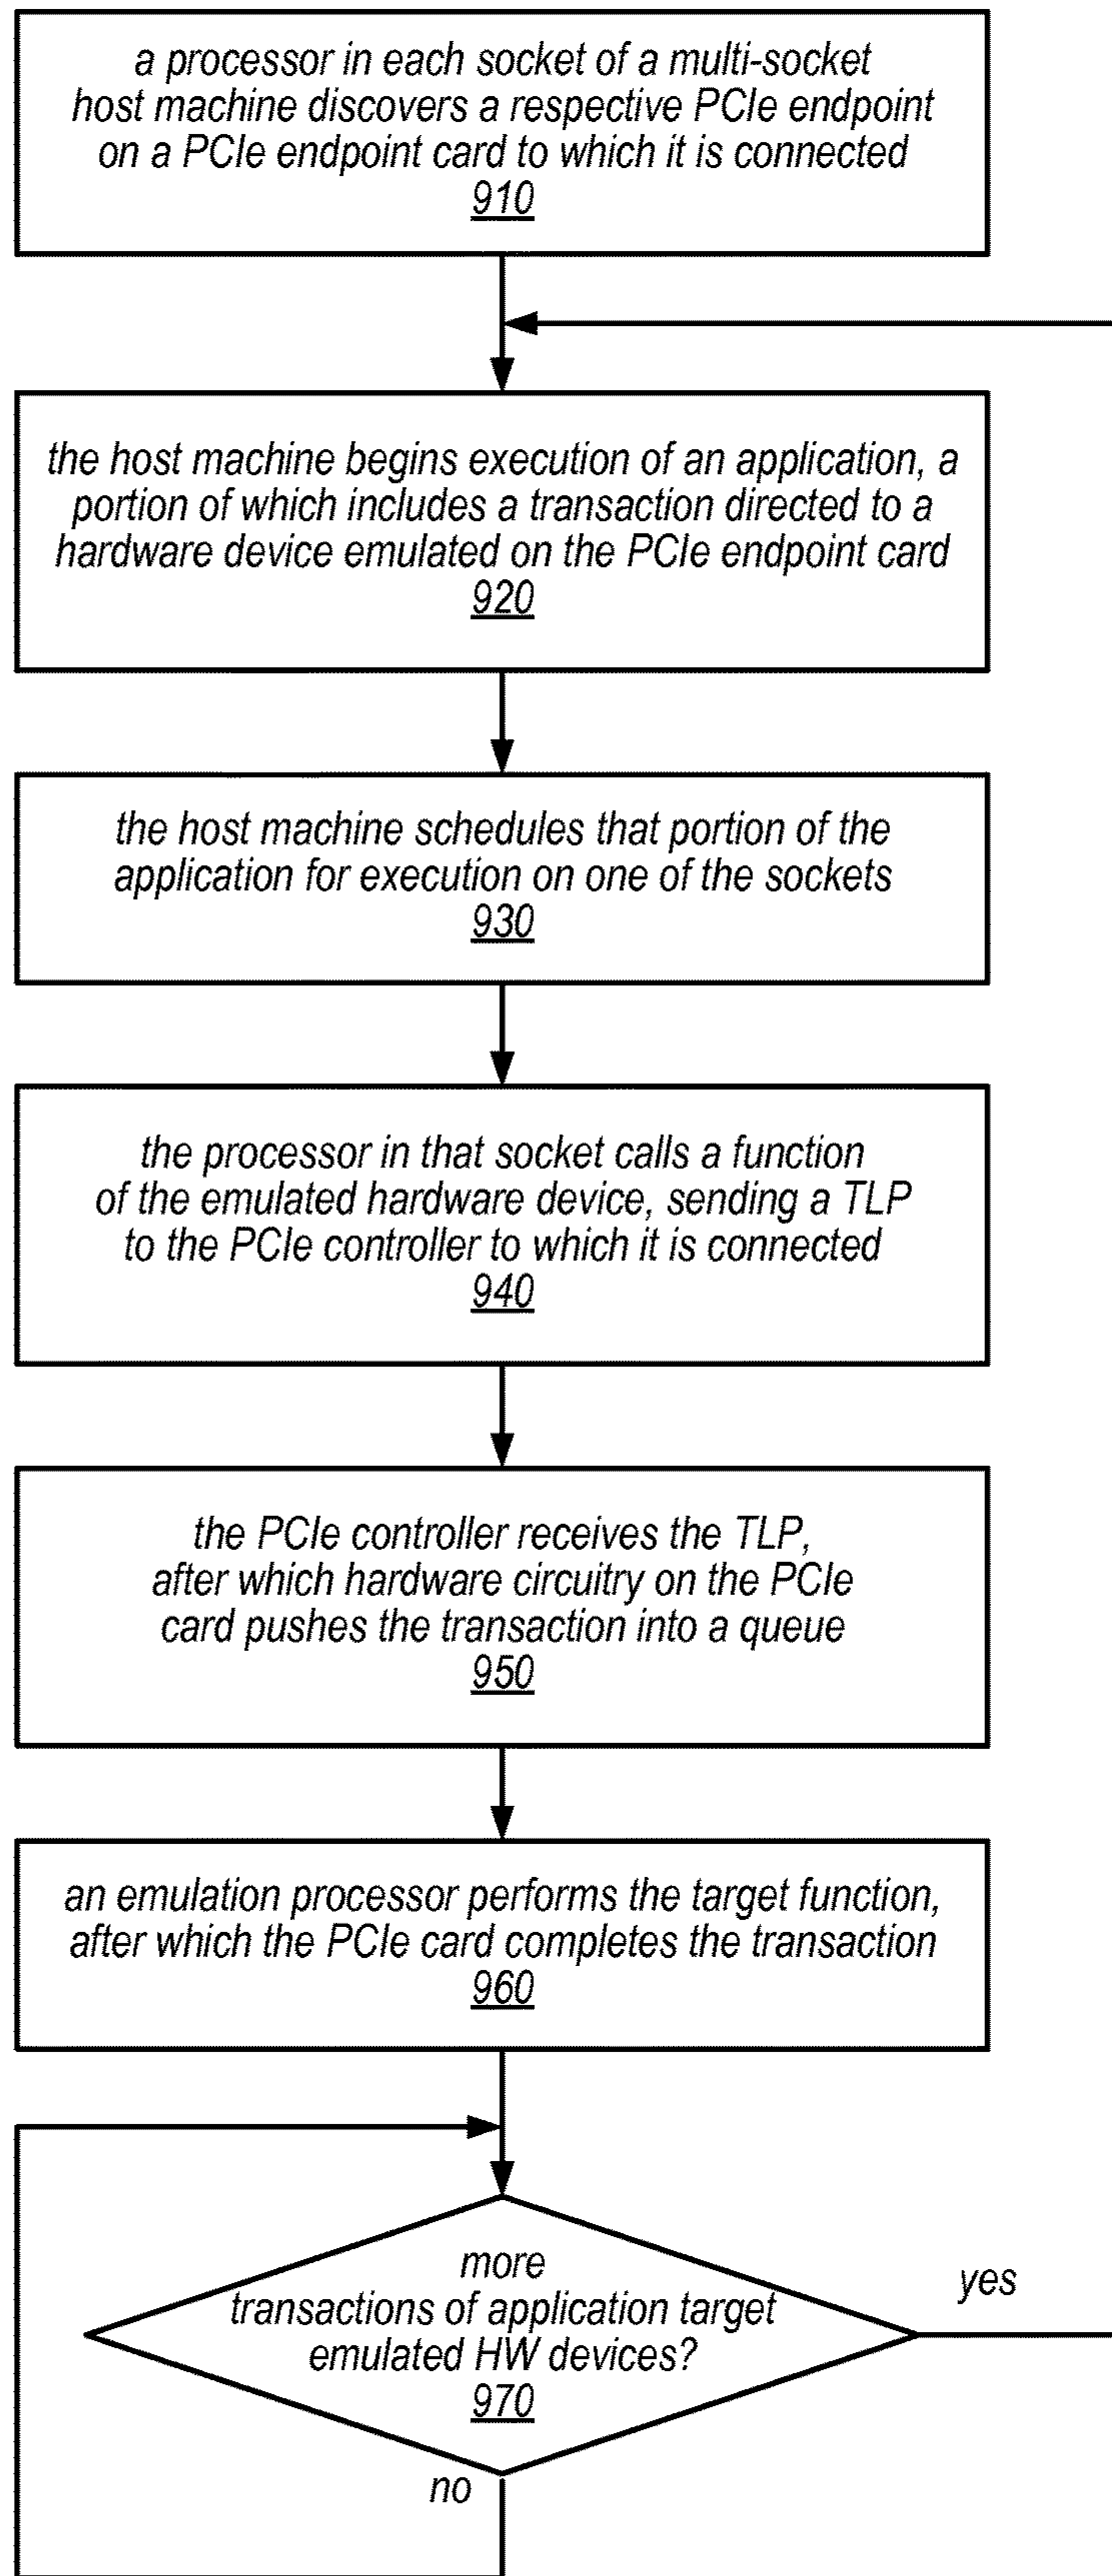 a processor in each socket of a multi-socket
host machine discovers a respective PCIe endpoint
on a PCIe endpoint card to which it is connected
910
the host machine begins execution of an application, a
portion of which includes a transaction directed to a
hardware device emulated on the PCIe endpoint card
920
the host machine schedules that portion of the
application for execution on one of the sockets
930
the processor in that socket calls a function
of the emulated hardware device, sending a TLP
to the PCIe controller to which it is connected
940
the PCIe controller receives the TLP,
after which hardware circuitry on the PCIe
card pushes the transaction into a queue
950
an emulation processor performs the target function,
after which the PCIe card completes the transaction
960
more
transactions of application target
emulated HW devices?
970
yes
no